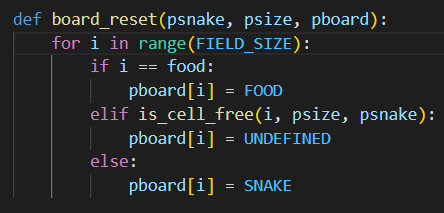 def board_reset(psnake, psize, pboard):
    for i in range(FIELD_SIZE):
        if i == food:
            pboard[i] = FOOD
        elif is_cell_free(i, psize, psnake):
            pboard[i] = UNDEFINED
        else:
            pboard[i] = SNAKE